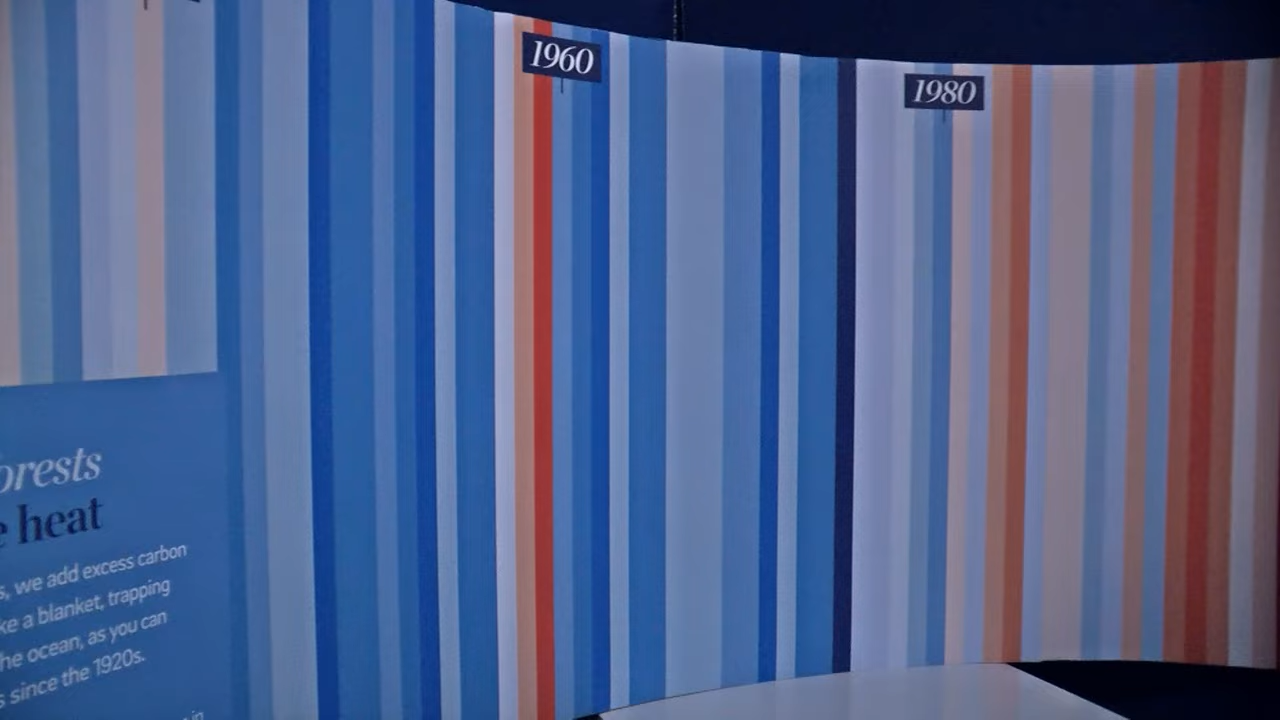 1960
1980
orests
e heat
s, we add excess carbon
ke a blanket, trapping
he ocean, as you can
s since the 1920s.
in